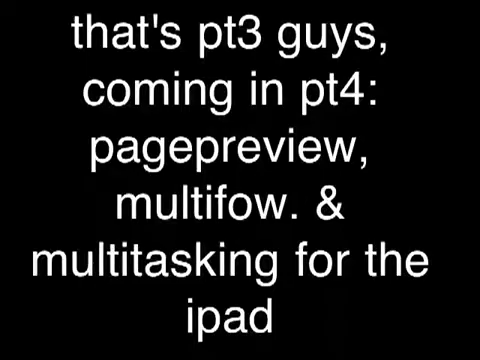 that's pt3 guys,
coming in pt4:
pagepreview,
multifow. &
multitasking for the
ipad